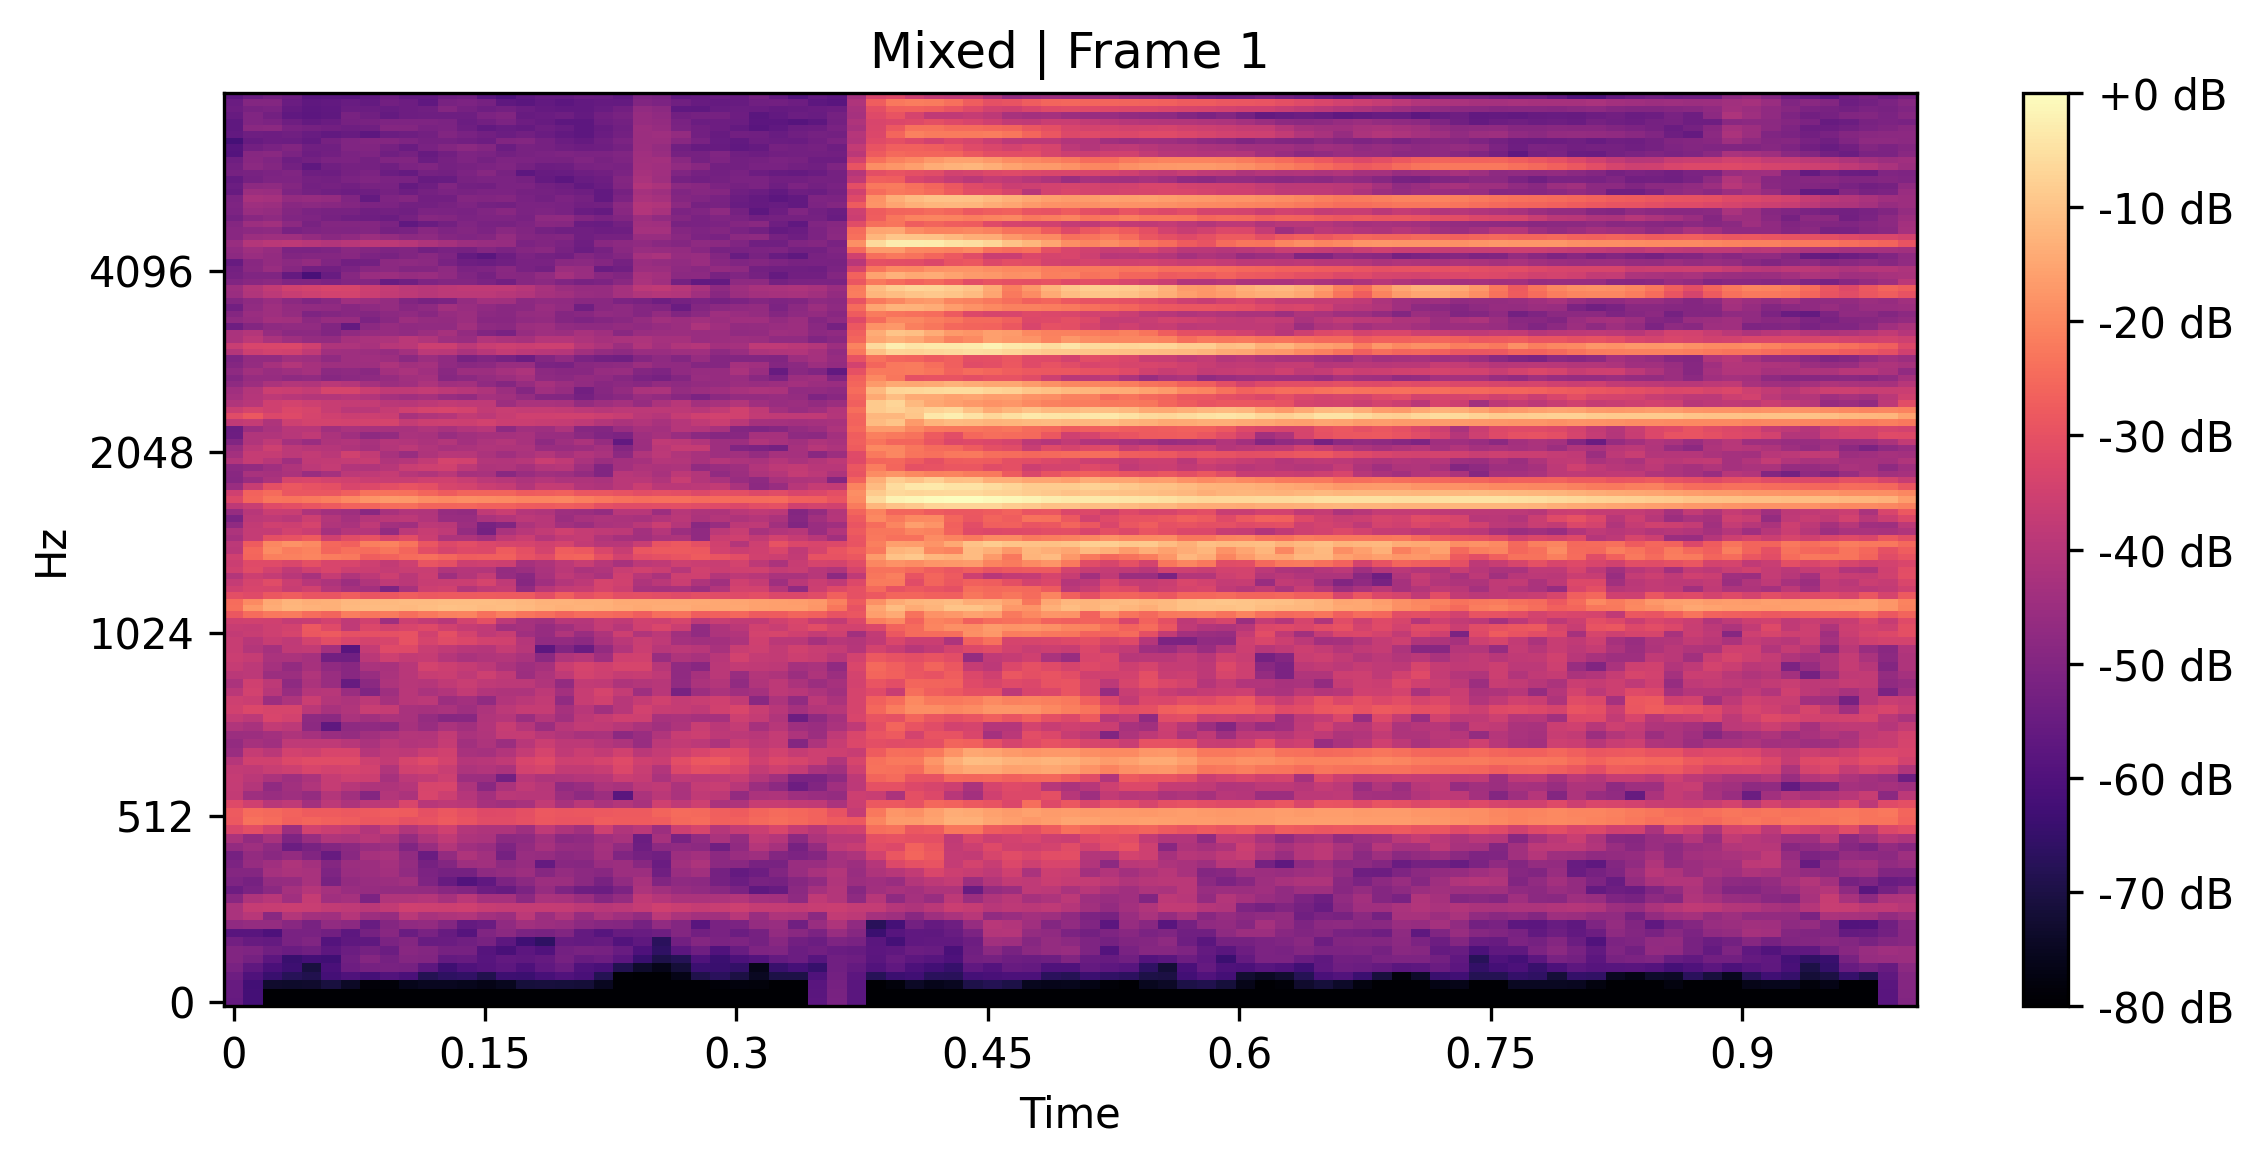 Mixed | Frame 1
+0 dB
-10 dB
-20 dB
-30 dB
-40 dB
-50 dB
-60 dB
-70 dB
-80 dB
4096
2048
1024
512
0
Hz
0 0.15 0.3 0.45 0.6 0.75 0.9
Time